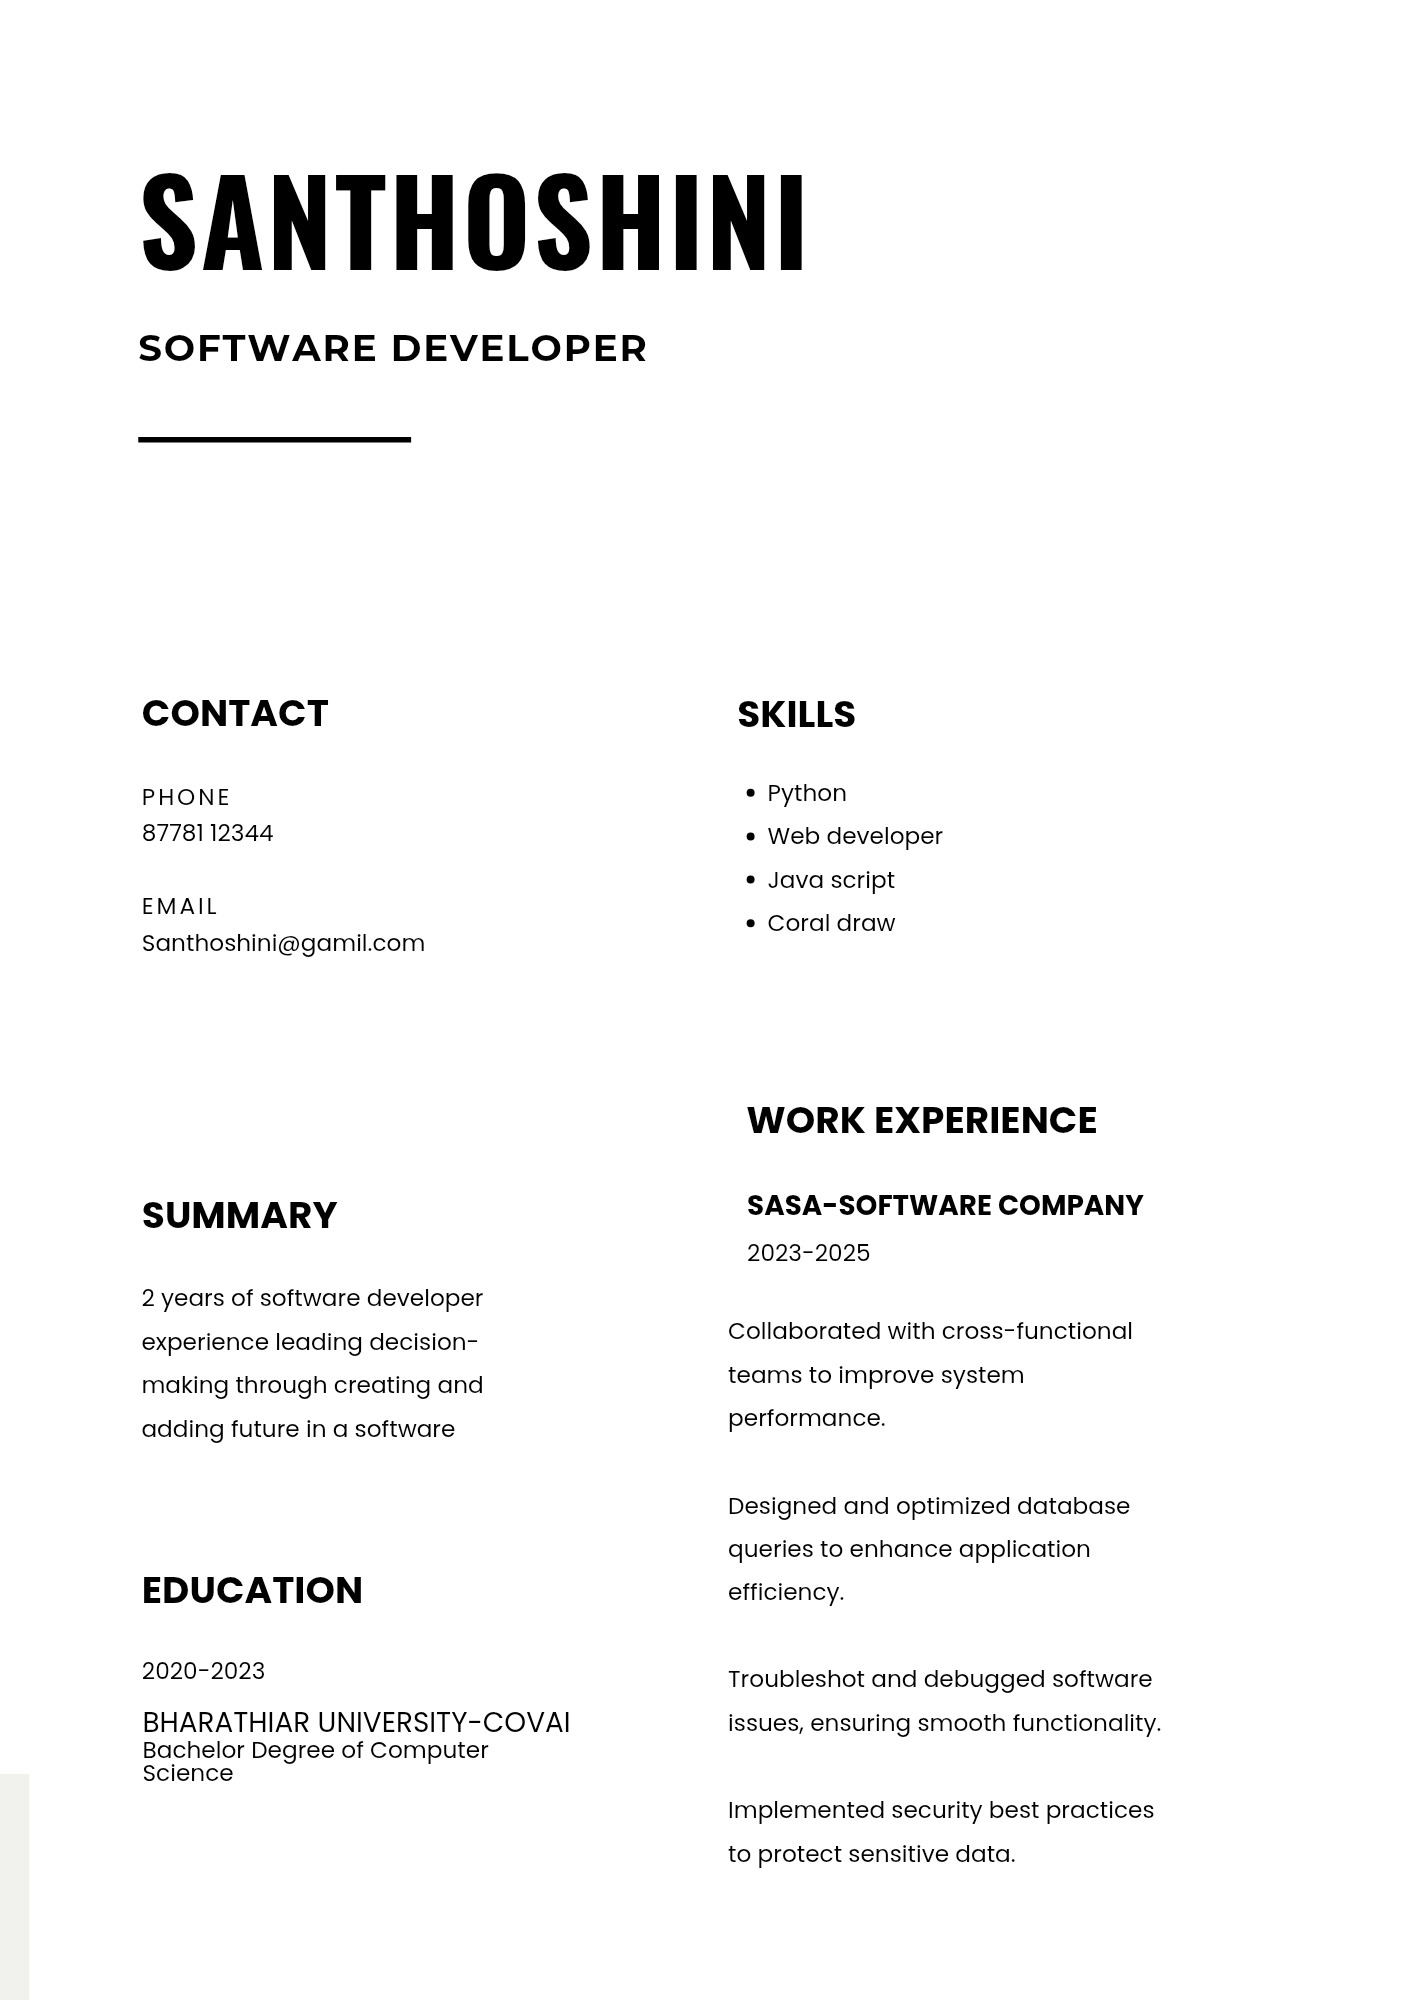 SANTHOSHINI
SOFTWARE DEVELOPER
CONTACT
PHONE
87781 12344
EMAIL
Santhoshini@gamil.com
SUMMARY
2 years of software developer
experience leading decision-
making through creating and
adding future in a software
EDUCATION
2020-2023
BHARATHIAR UNIVERSITY-COVAI
Bachelor Degree of Computer
Science
SKILLS
• Python
• Web developer
• Java script
• Coral draw
WORK EXPERIENCE
SASA-SOFTWARE COMPANY
2023-2025
Collaborated with cross-functional
teams to improve system
performance.
Designed and optimized database
queries to enhance application
efficiency.
Troubleshot and debugged software
issues, ensuring smooth functionality.
Implemented security best practices
to protect sensitive data.